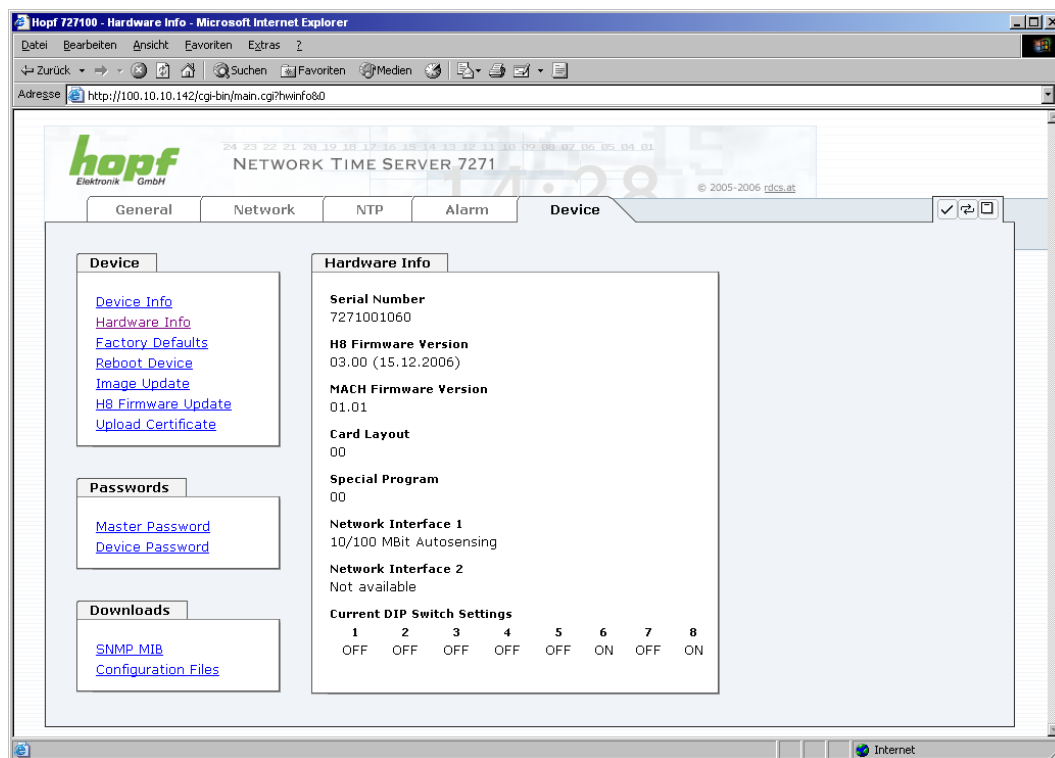 Hopf 727100 - Hardware Info - Microsoft Internet Explorer
Datei Bearbeiten Ansicht Favoriten Extras ?
Zurück Suchen Favoriten Medien
Adresse http://100.10.10.142/cgi-bin/main.cgi?hwinfo&0
24 23 22 21 20 19 18 17 16 15 14 13 12 11 10 09 08 07 06 05 04 01
hopf
Elektronik GmbH
NETWORK TIME SERVER 7271
14:28
© 2005-2006 rdcs.at
General Network NTP Alarm Device
Device
Device Info
Hardware Info
Factory Defaults
Reboot Device
Image Update
H8 Firmware Update
Upload Certificate
Passwords
Master Password
Device Password
Downloads
SNMP MIB
Configuration Files
Hardware Info
Serial Number
7271001060
H8 Firmware Version
03.00 (15.12.2006)
MACH Firmware Version
01.01
Card Layout
00
Special Program
00
Network Interface 1
10/100 MBit Autosensing
Network Interface 2
Not available
Current DIP Switch Settings
1 2 3 4 5 6 7 8
OFF OFF OFF OFF OFF ON OFF ON
Internet